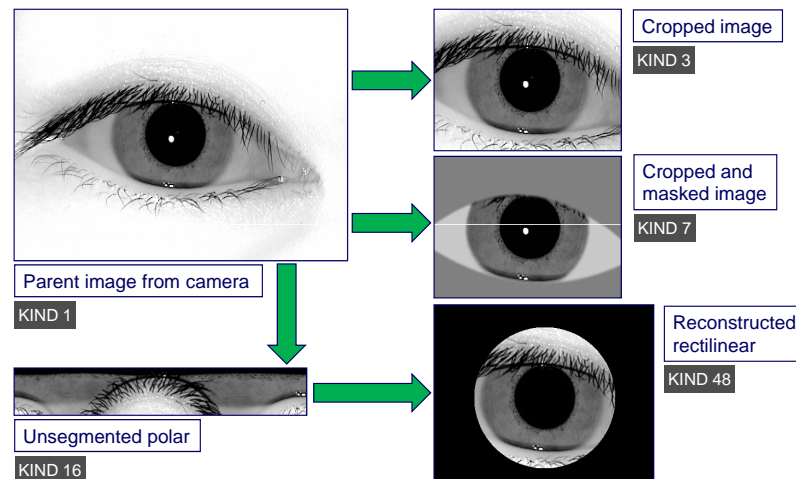 Cropped image
KIND 3
Cropped and
masked image
KIND 7
Parent image from camera
KIND 1
Reconstructed
rectilinear
KIND 48
Unsegmented polar
KIND 16